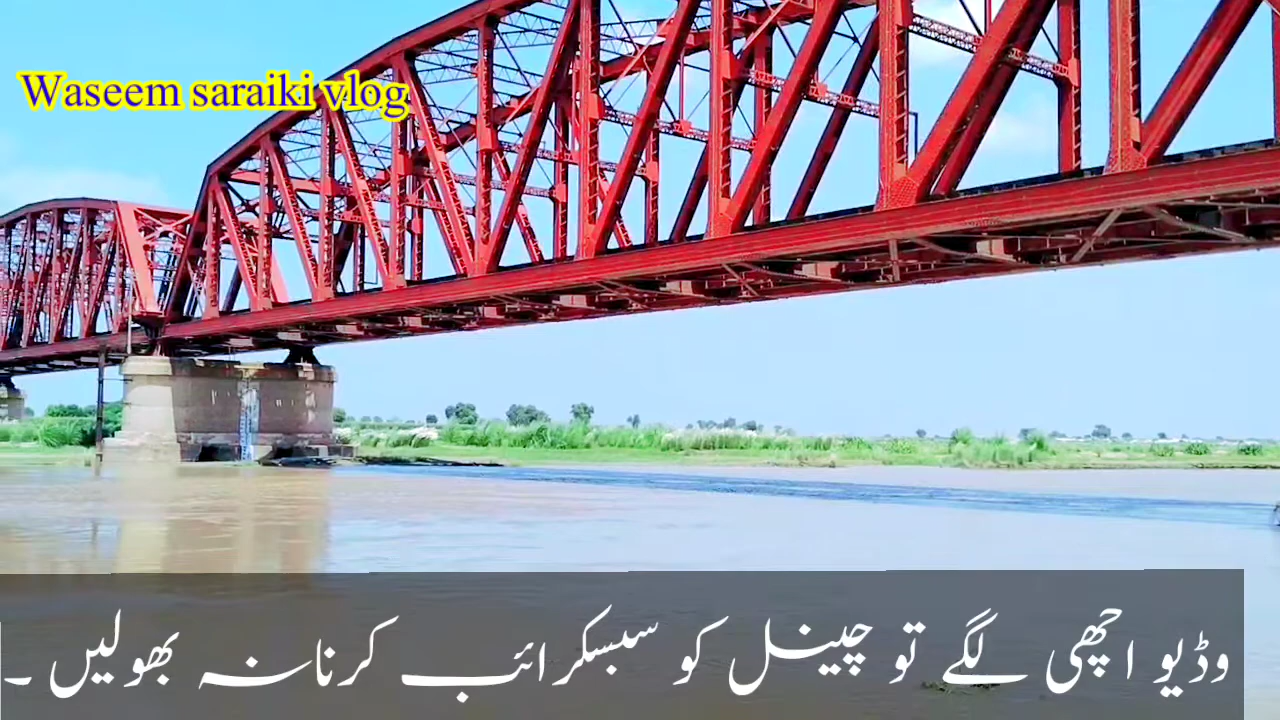 Waseem saraiki vlog
وڈیو اچھی لگے تو چینل کو سبسکرائب کرنا نہ بھولیں ۔